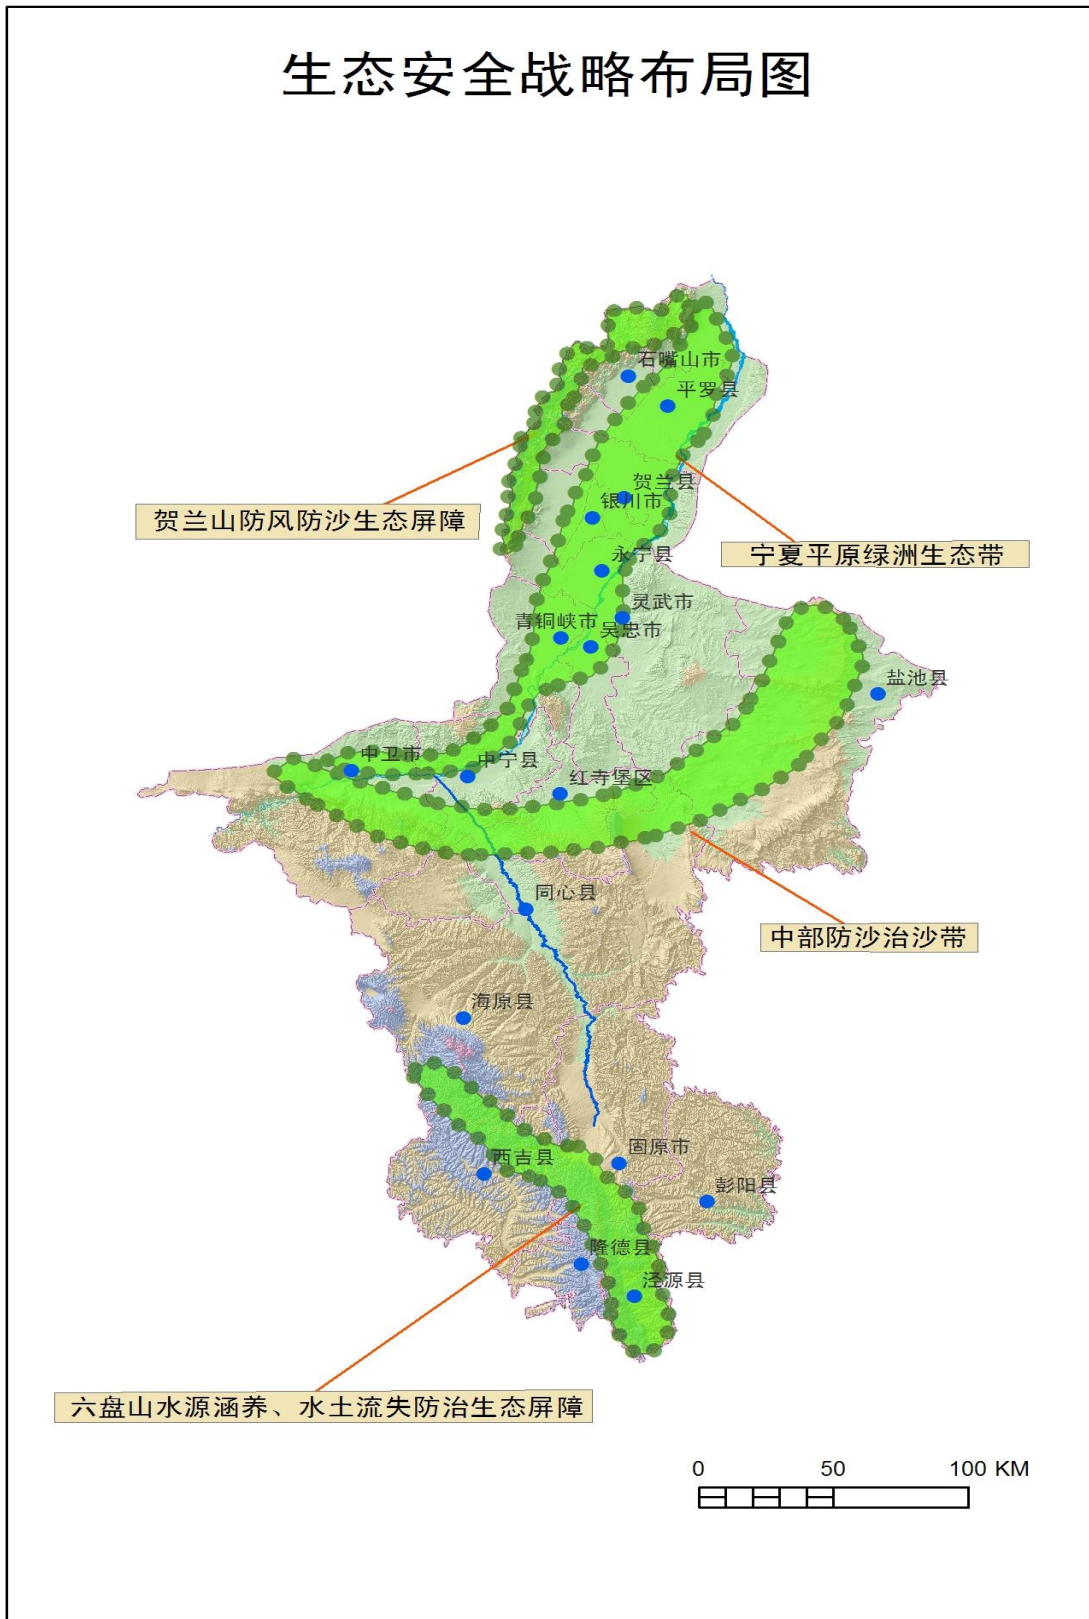 生态安全战略布局图
石嘴山市
平罗县
贺兰县
银川市
贺兰山防风防沙生态屏障
宁夏平原绿洲生态带
永宁县
灵武市
青铜峡市
吴忠市
盐池县
中卫市
中宁县
红寺堡区
同心县
中部防沙治沙带
海原县
固原市
西吉县
彭阳县
隆德县
泾源县
六盘山水源涵养、水土流失防治生态屏障
0 50 100 KM